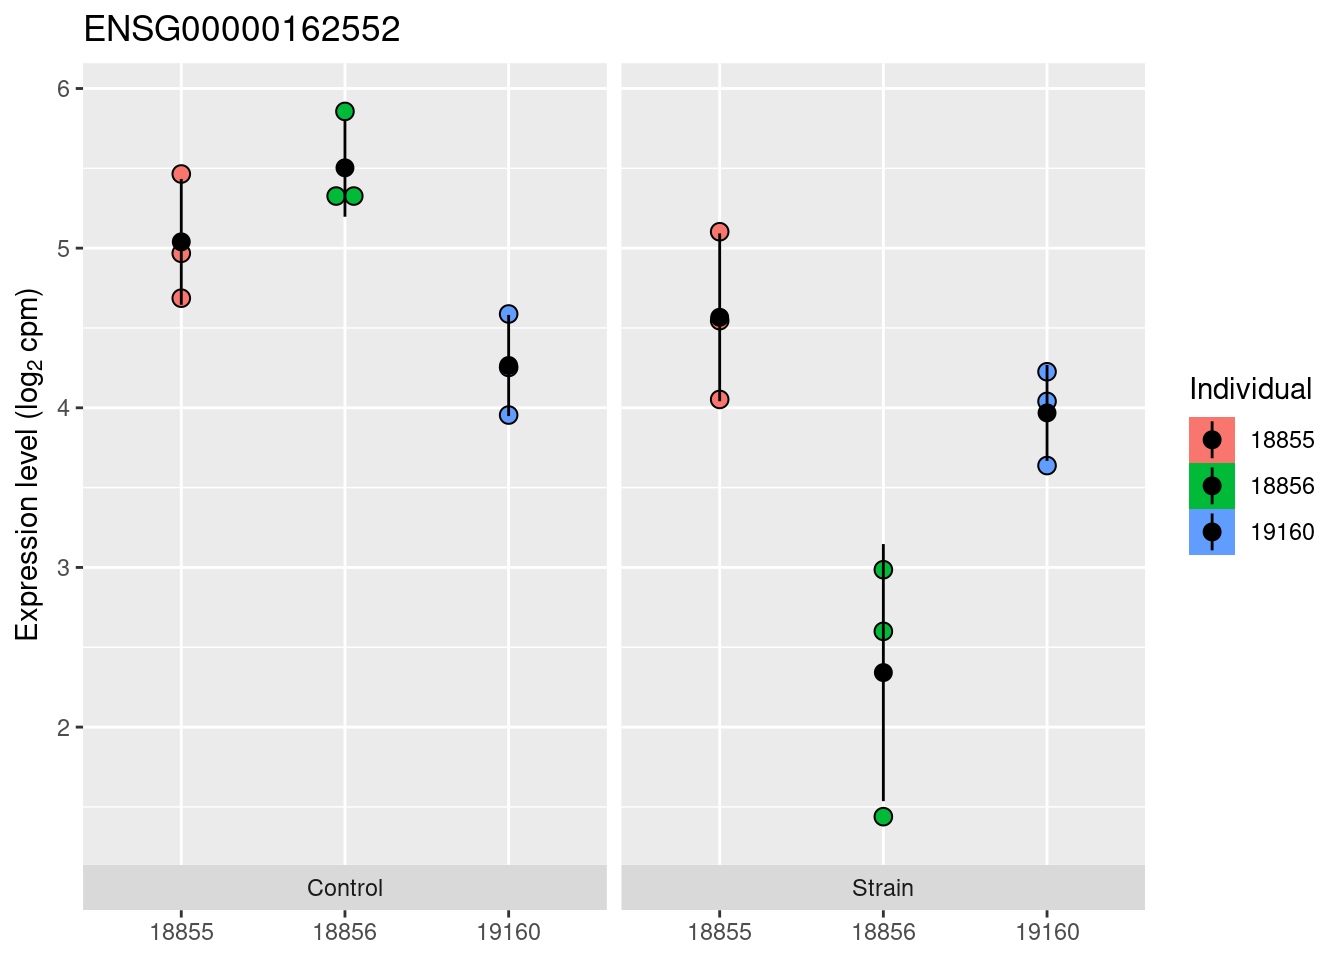 ENSG00000162552
Expression level (log₂ cpm)
6
5
4
3
2
Control
Strain
18855
18856
19160
18855
18856
19160
Individual
18855
18856
19160